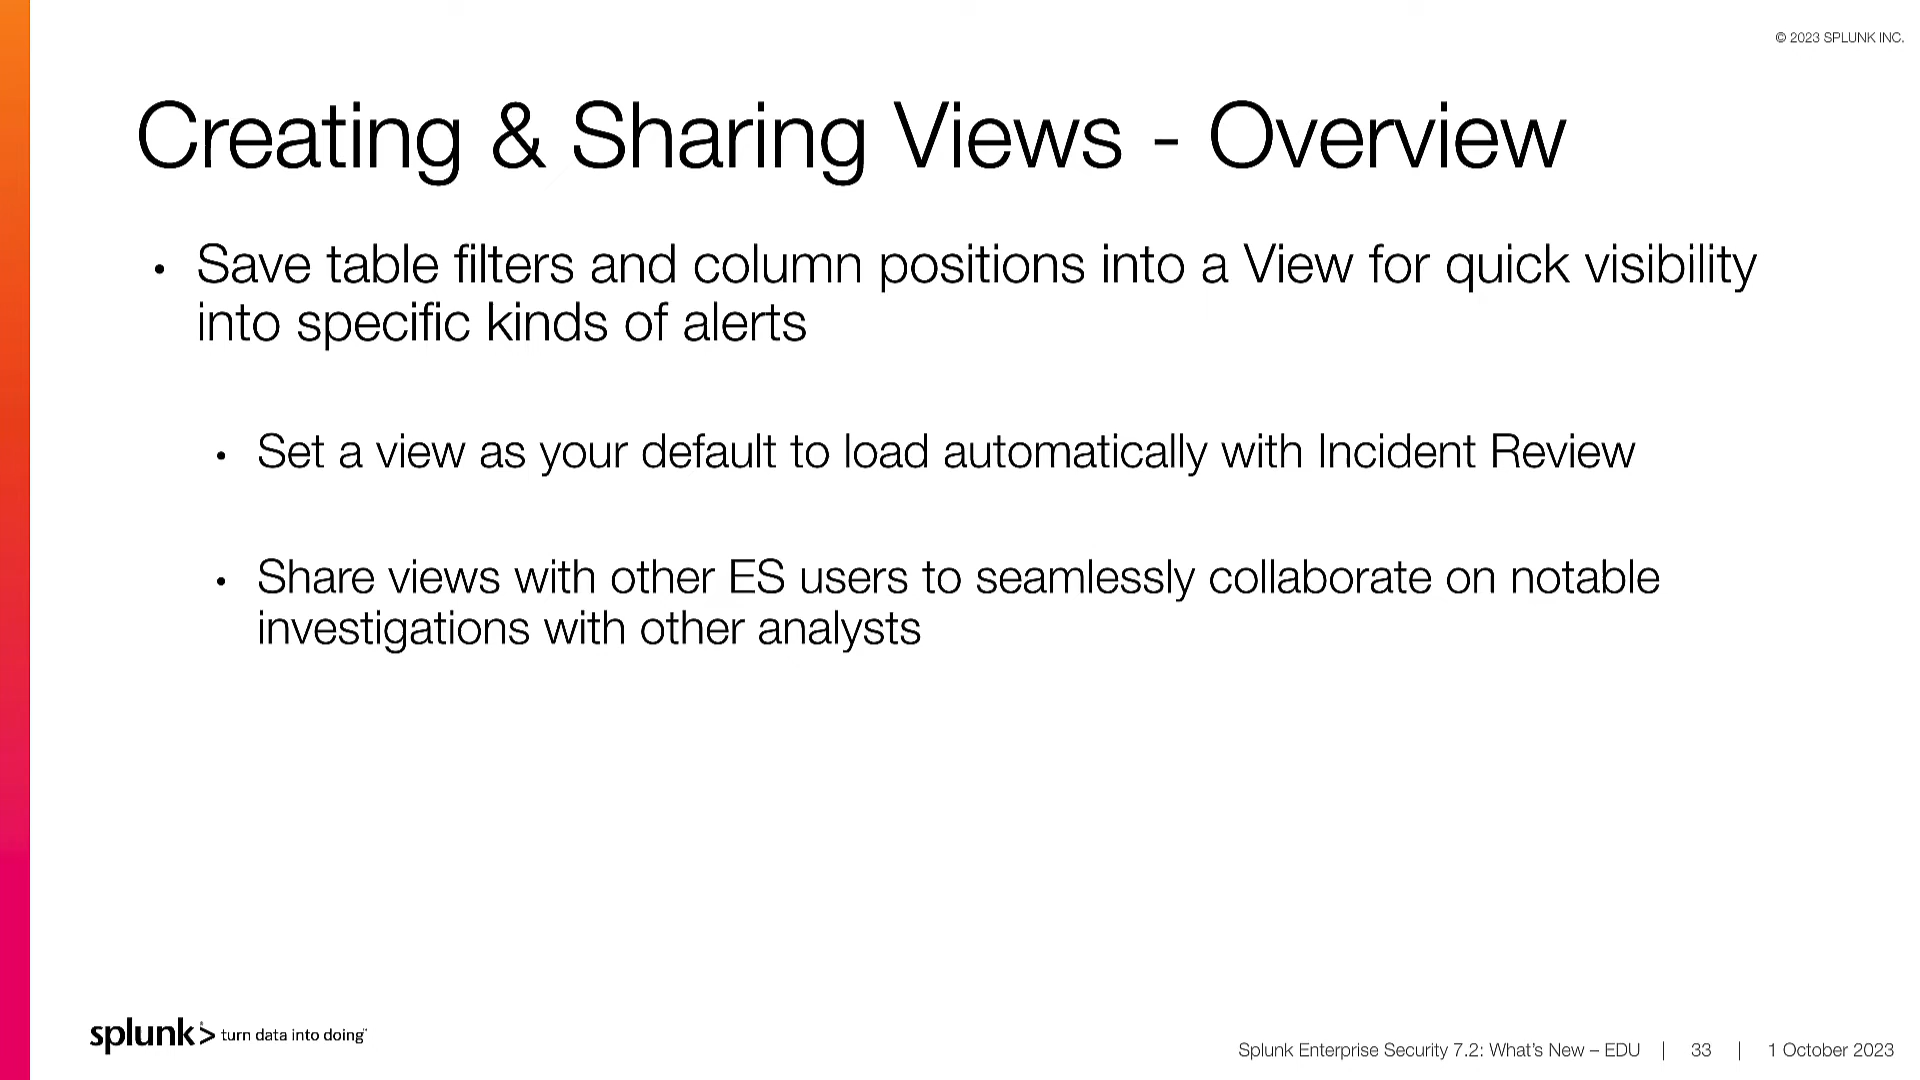 © 2023 SPLUNK INC.
Creating & Sharing Views - Overview
• Save table filters and column positions into a View for quick visibility
into specific kinds of alerts
• Set a view as your default to load automatically with Incident Review
• Share views with other ES users to seamlessly collaborate on notable
investigations with other analysts
splunk> turn data into doing™
Splunk Enterprise Security 7.2: What’s New – EDU | 33 | 1 October 2023